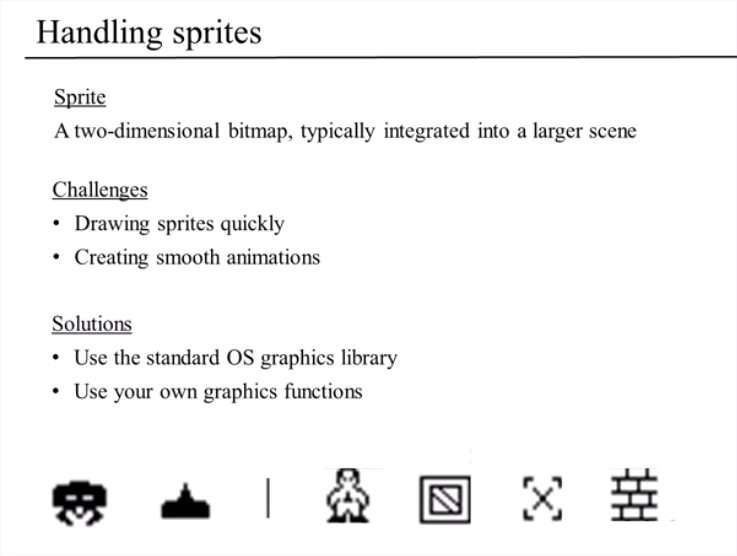 Handling sprites
Sprite
A two-dimensional bitmap, typically integrated into a larger scene
Challenges
• Drawing sprites quickly
• Creating smooth animations
Solutions
• Use the standard OS graphics library
• Use your own graphics functions